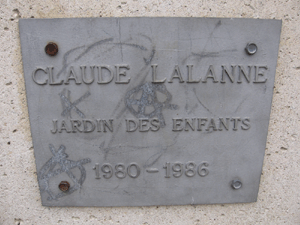 CLAUDE LALANNE
JARDIN DES ENFANTS
1980 – 1986